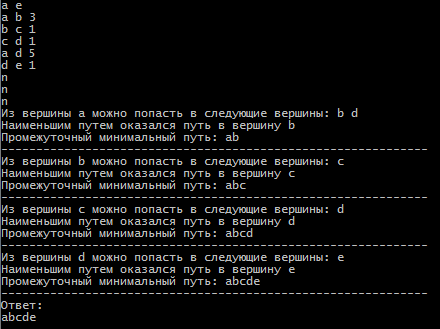 a e
a b 3
b c 1
c d 1
a d 5
d e 1
n
n
n
Из вершины a можно попасть в следующие вершины: b d
Наименьшим путем оказался путь в вершину b
Промежуточный минимальный путь: ab
------------------------------------------------------------
Из вершины b можно попасть в следующие вершины: c
Наименьшим путем оказался путь в вершину c
Промежуточный минимальный путь: abc
------------------------------------------------------------
Из вершины c можно попасть в следующие вершины: d
Наименьшим путем оказался путь в вершину d
Промежуточный минимальный путь: abcd
------------------------------------------------------------
Из вершины d можно попасть в следующие вершины: e
Наименьшим путем оказался путь в вершину e
Промежуточный минимальный путь: abcde
------------------------------------------------------------
Ответ:
abcde